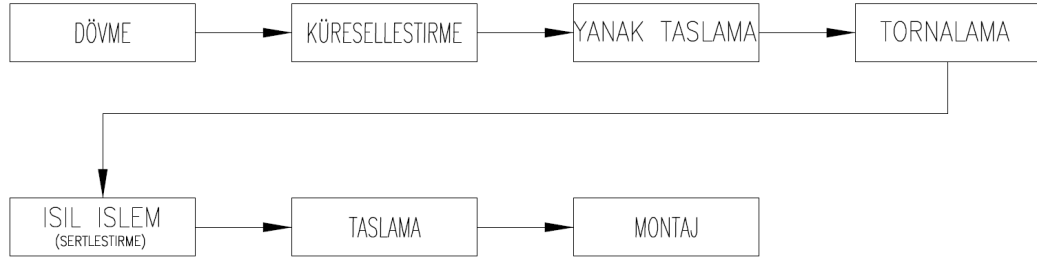 DÖVME
KÜRESELLESTIRME
YANAK TASLAMA
TORNALAMA
ISIL ISLEM
(SERTLESTIRME)
TASLAMA
MONTAJ